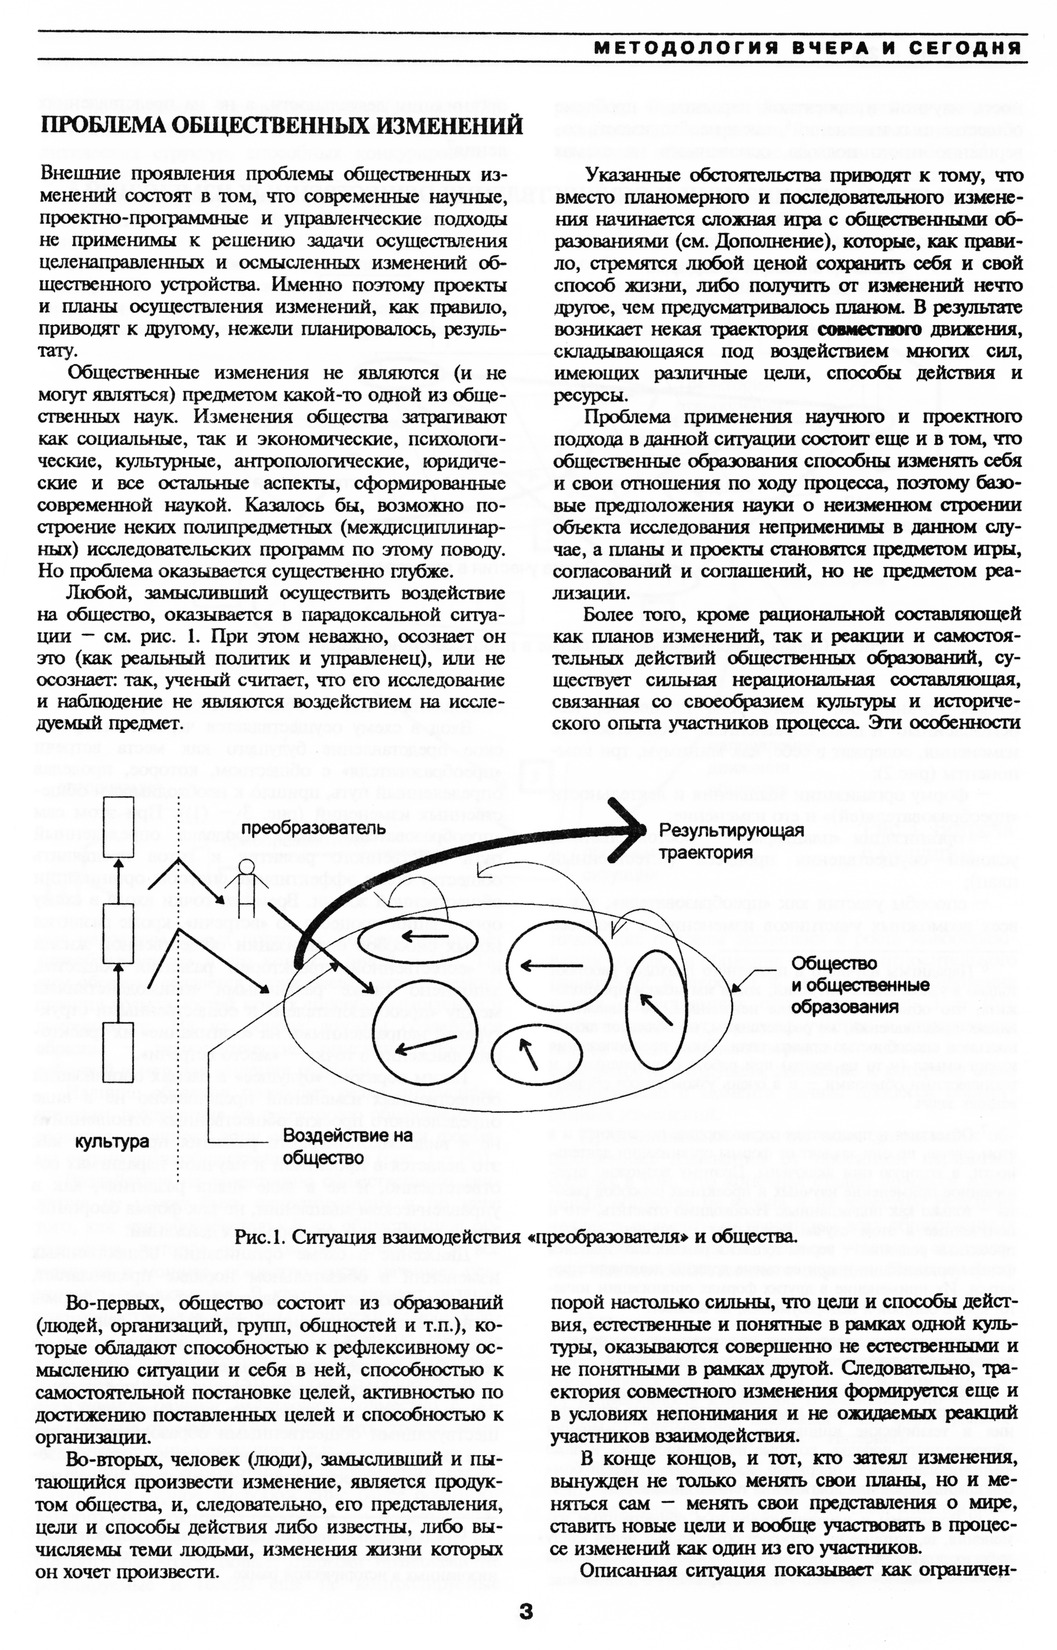 МЕТОДОЛОГИЯ ВЧЕРА И СЕГОДНЯ
ПРОБЛЕМА ОБЩЕСТВЕННЫХ ИЗМЕНЕНИЙ
Внешние проявления проблемы общественных из-
менений состоят в том, что современные научные,
проектно-программные и управленческие подходы
не применимы к решению задачи осуществления
целенаправленных и осмысленных изменений об-
щественного устройства. Именно поэтому проекты
и планы осуществления изменений, как правило,
приводят к другому, нежели планировалось, резуль-
тату.
Общественные изменения не являются (и не
могут являться) предметом какой-то одной из обще-
ственных наук. Изменения общества затрагивают
как социальные, так и экономические, психологи-
ческие, культурные, антропологические, юридиче-
ские и все остальные аспекты, сформированные
современной наукой. Казалось бы, возможно по-
строение неких полипредметных (междисциплинар-
ных) исследовательских программ по этому поводу.
Но проблема оказывается существенно глубже.
Любой, замысливший осуществить воздействие
на общество, оказывается в парадоксальной ситуа-
ции — см. рис. 1. При этом неважно, осознает он
это (как реальный политик и управленец), или не
осознает: так, ученый считает, что его исследование
и наблюдение не являются воздействием на иссле-
дуемый предмет.
Указанные обстоятельства приводят к тому, что
вместо планомерного и последовательного измене-
ния начинается сложная игра с общественными об-
разованиями (см. Дополнение), которые, как прави-
ло, стремятся любой ценой сохранить себя и свой
способ жизни, либо получить от изменений нечто
другое, чем предусматривалось планом. В результате
возникает некая траектория совместного движения,
складывающаяся под воздействием многих сил,
имеющих различные цели, способы действия и
ресурсы.
Проблема применения научного и проектного
подхода в данной ситуации состоит еще и в том, что
общественные образования способны изменять себя
и свои отношения по ходу процесса, поэтому базо-
вые предположения науки о неизменном строении
объекта исследования неприменимы в данном слу-
чае, а планы и проекты становятся предметом игры,
согласований и соглашений, но не предметом реа-
лизации.
Более того, кроме рациональной составляющей
как планов изменений, так и реакции и самостоя-
тельных действий общественных образований, су-
ществует сильная нерациональная составляющая,
связанная со своеобразием культуры и историче-
ского опыта участников процесса. Эти особенности
преобразователь
Результирующая
траектория
Общество
и общественные
образования
культура
Воздействие на
общество
Рис.1. Ситуация взаимодействия «преобразователя» и общества.
Во-первых, общество состоит из образований
(людей, организаций, групп, общностей и т.п.), ко-
торые обладают способностью к рефлексивному ос-
мыслению ситуации и себя в ней, способностью к
самостоятельной постановке целей, активностью по
достижению поставленных целей и способностью к
организации.
Во-вторых, человек (люди), замысливший и пы-
тающийся произвести изменение, является продук-
том общества, и, следовательно, его представления,
цели и способы действия либо известны, либо вы-
числяемы теми людьми, изменения жизни которых
он хочет произвести.
порой настолько сильны, что цели и способы дейст-
вия, естественные и понятные в рамках одной куль-
туры, оказываются совершенно не естественными и
не понятными в рамках другой. Следовательно, тра-
ектория совместного изменения формируется еще и
в условиях непонимания и не ожидаемых реакций
участников взаимодействия.
В конце концов, и тот, кто затеял изменения,
вынужден не только менять свои планы, но и ме-
няться сам — менять свои представления о мире,
ставить новые цели и вообще участвовать в процес-
се изменений как один из его участников.
Описанная ситуация показывает как ограничен-
3